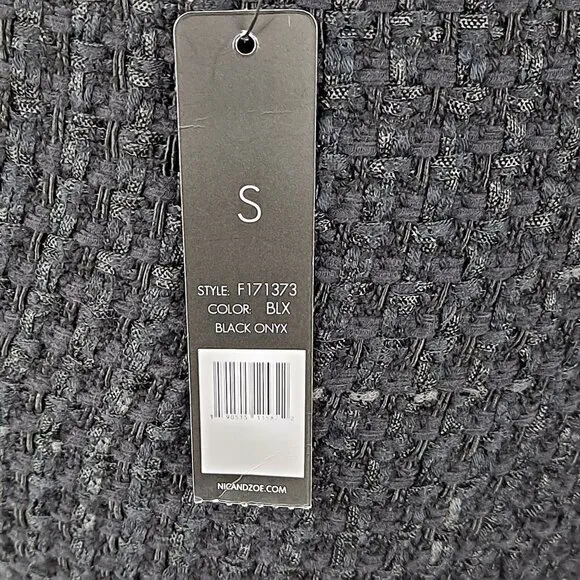 S
STYLE: F171373
COLOR: BLX
BLACK ONYX
NICANDZOE.COM